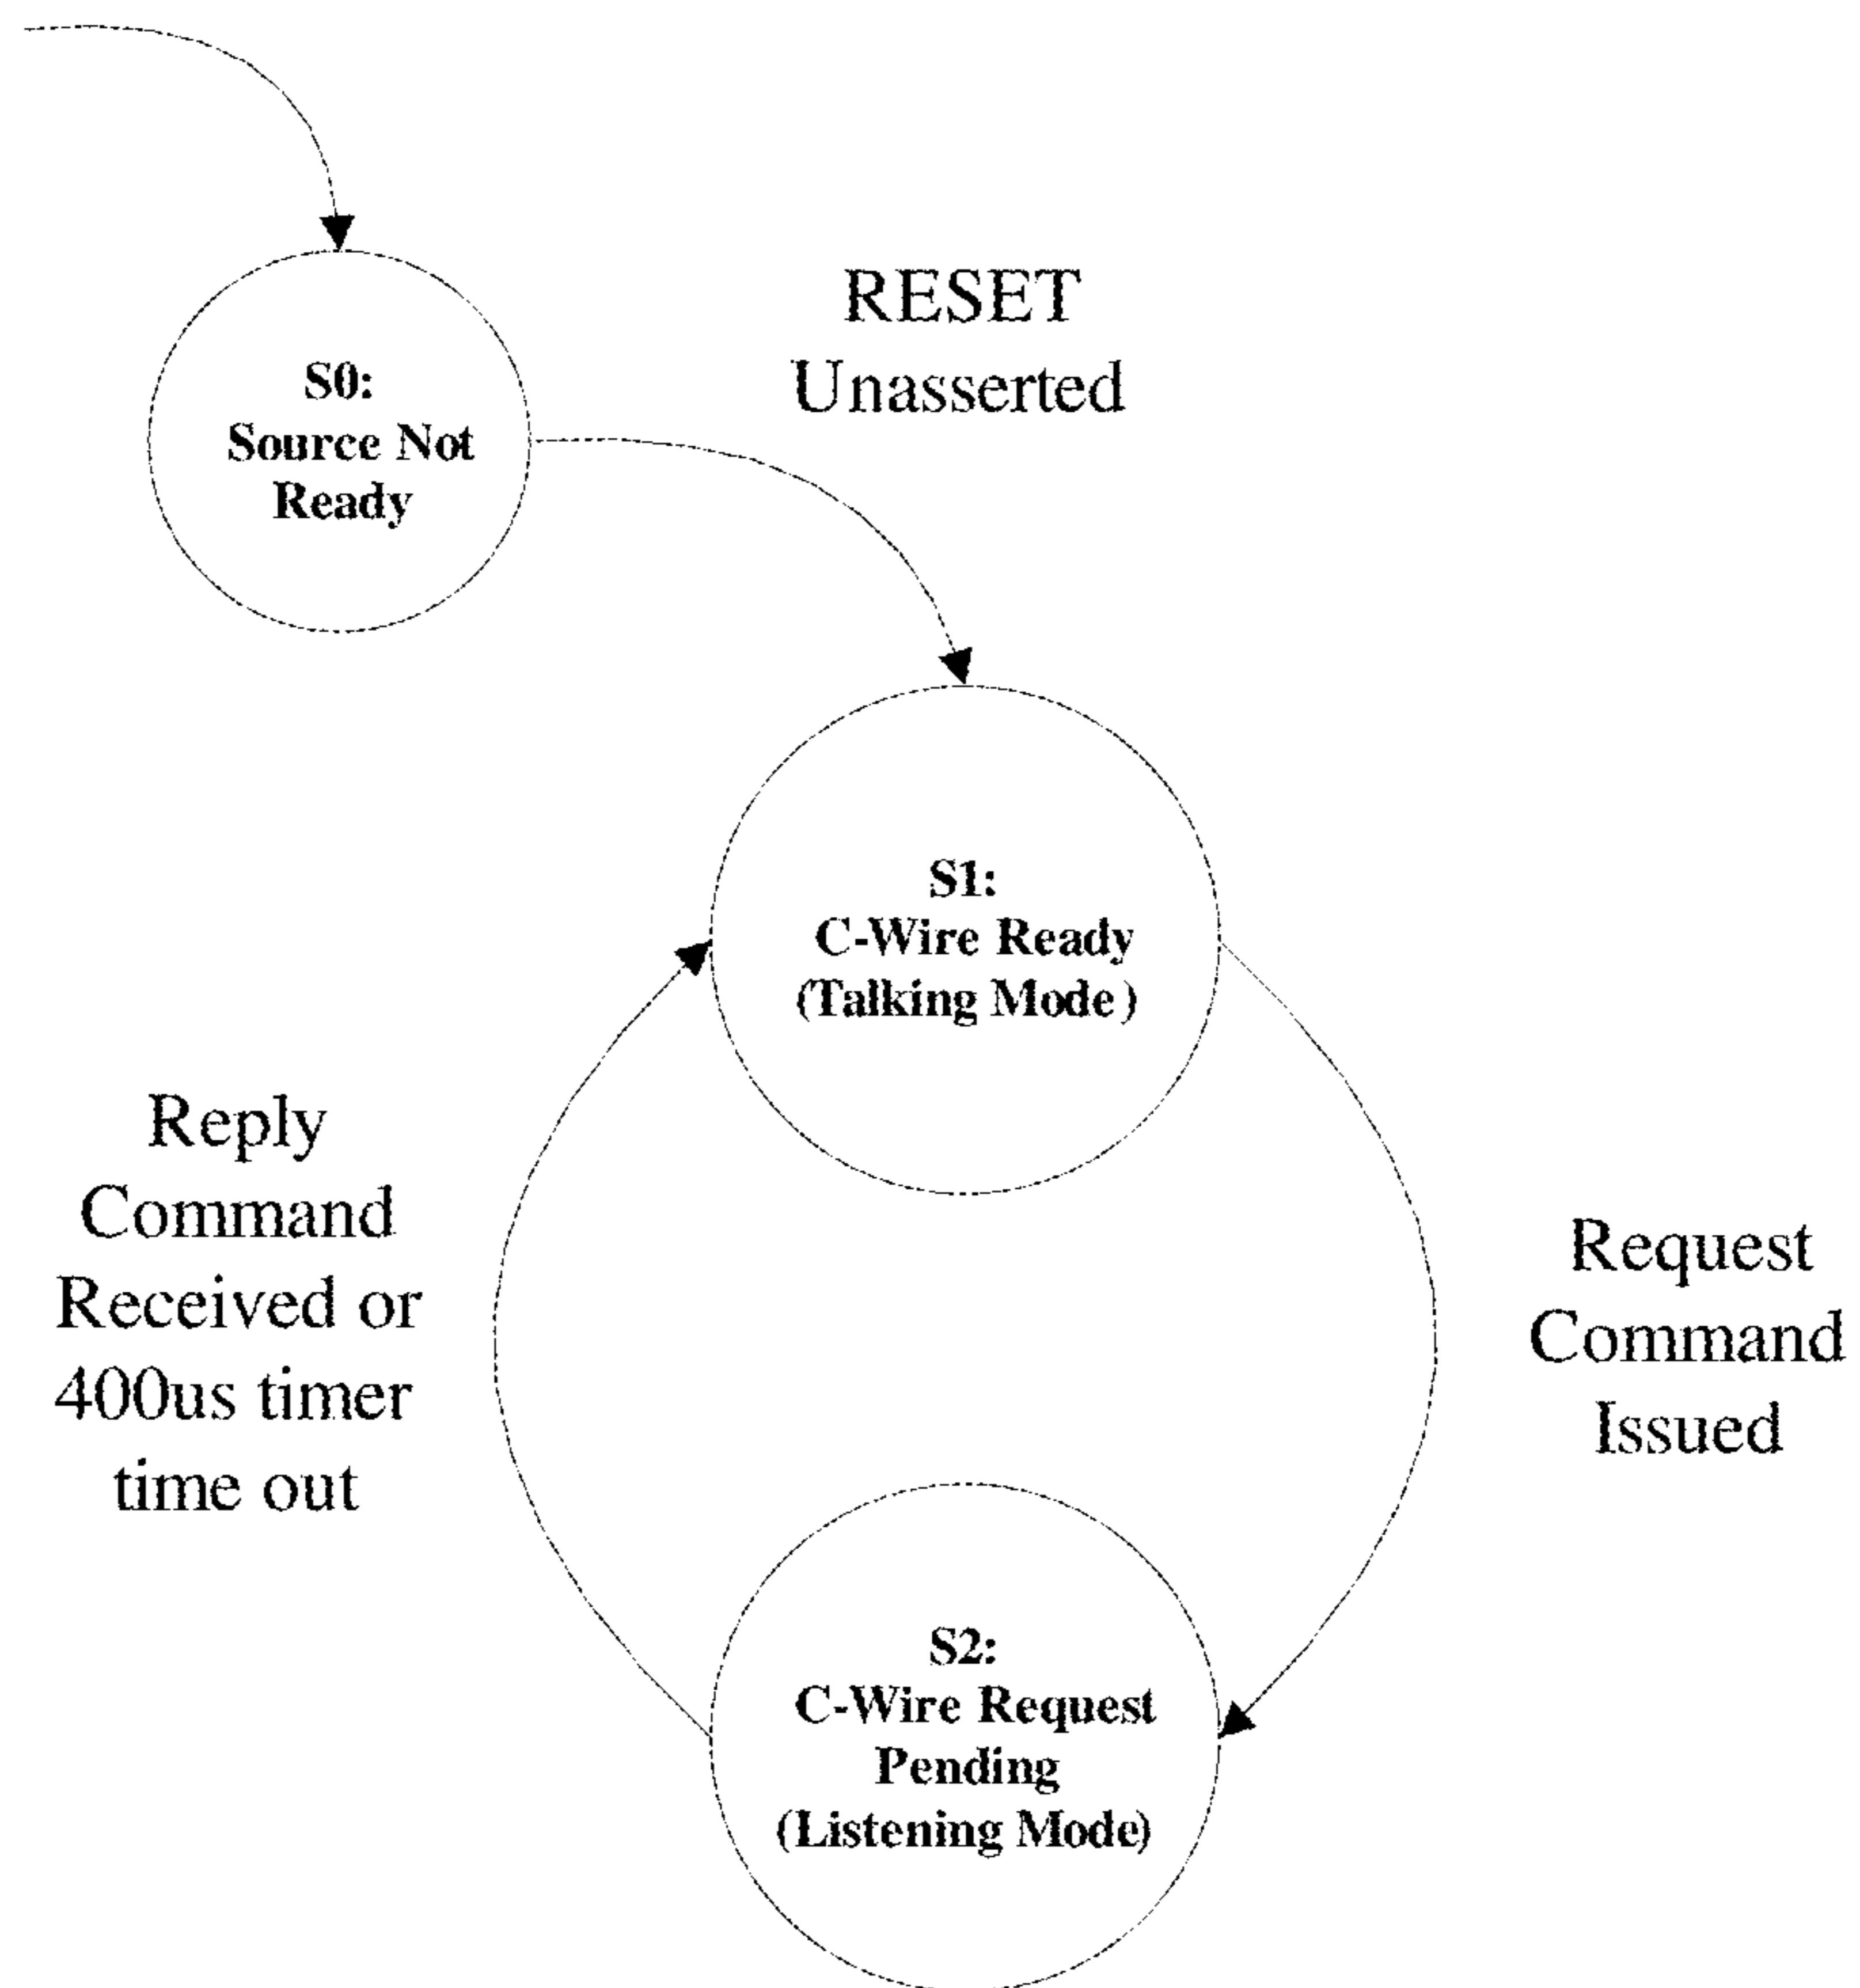 RESET
Unasserted
S0:
Source Not
Ready
S1:
C-Wire Ready
(Talking Mode)
Reply
Command
Received or
400us timer
time out
Request
Command
Issued
S2:
C-Wire Request
Pending
(Listening Mode)